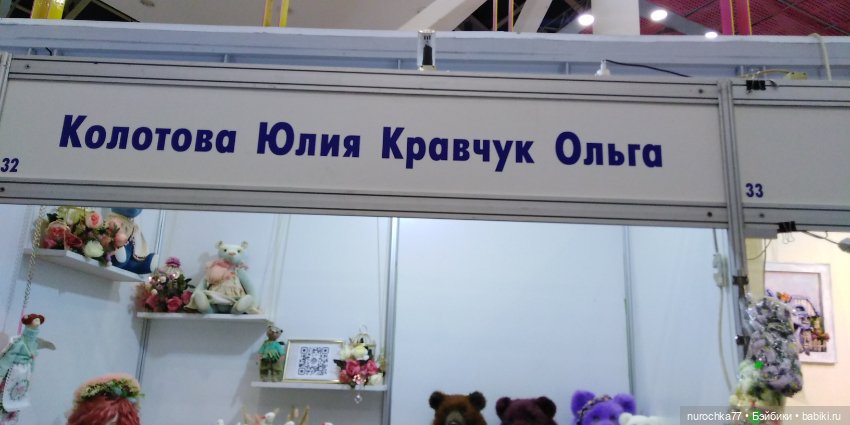 Колотова Юлия Кравчук Ольга
32
33
nurochka77 • Бэйбики • babiki.ru